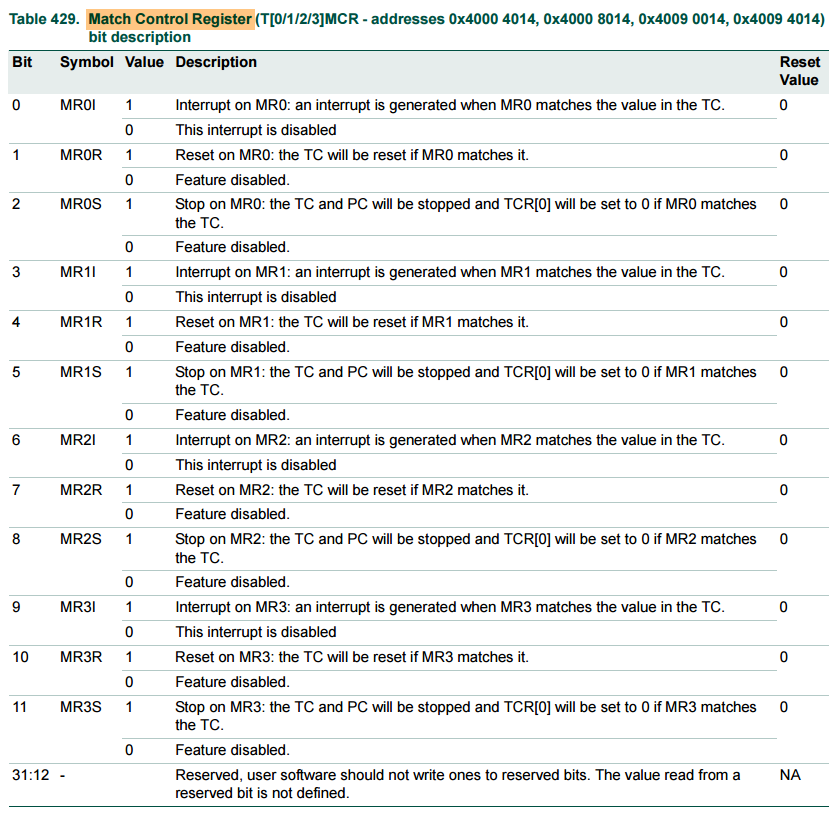 Table 429. Match Control Register (T[0/1/2/3]MCR - addresses 0x4000 4014, 0x4000 8014, 0x4009 0014, 0x4009 4014)
bit description
Bit Symbol Value Description Reset
Value
0 MR0I 1 Interrupt on MR0: an interrupt is generated when MR0 matches the value in the TC. 0
0 This interrupt is disabled
1 MR0R 1 Reset on MR0: the TC will be reset if MR0 matches it. 0
0 Feature disabled.
2 MR0S 1 Stop on MR0: the TC and PC will be stopped and TCR[0] will be set to 0 if MR0 matches 0
the TC.
0 Feature disabled.
3 MR1I 1 Interrupt on MR1: an interrupt is generated when MR1 matches the value in the TC. 0
0 This interrupt is disabled
4 MR1R 1 Reset on MR1: the TC will be reset if MR1 matches it. 0
0 Feature disabled.
5 MR1S 1 Stop on MR1: the TC and PC will be stopped and TCR[0] will be set to 0 if MR1 matches 0
the TC.
0 Feature disabled.
6 MR2I 1 Interrupt on MR2: an interrupt is generated when MR2 matches the value in the TC. 0
0 This interrupt is disabled
7 MR2R 1 Reset on MR2: the TC will be reset if MR2 matches it. 0
0 Feature disabled.
8 MR2S 1 Stop on MR2: the TC and PC will be stopped and TCR[0] will be set to 0 if MR2 matches 0
the TC.
0 Feature disabled.
9 MR3I 1 Interrupt on MR3: an interrupt is generated when MR3 matches the value in the TC. 0
0 This interrupt is disabled
10 MR3R 1 Reset on MR3: the TC will be reset if MR3 matches it. 0
0 Feature disabled.
11 MR3S 1 Stop on MR3: the TC and PC will be stopped and TCR[0] will be set to 0 if MR3 matches 0
the TC.
0 Feature disabled.
31:12 - Reserved, user software should not write ones to reserved bits. The value read from a NA
reserved bit is not defined.